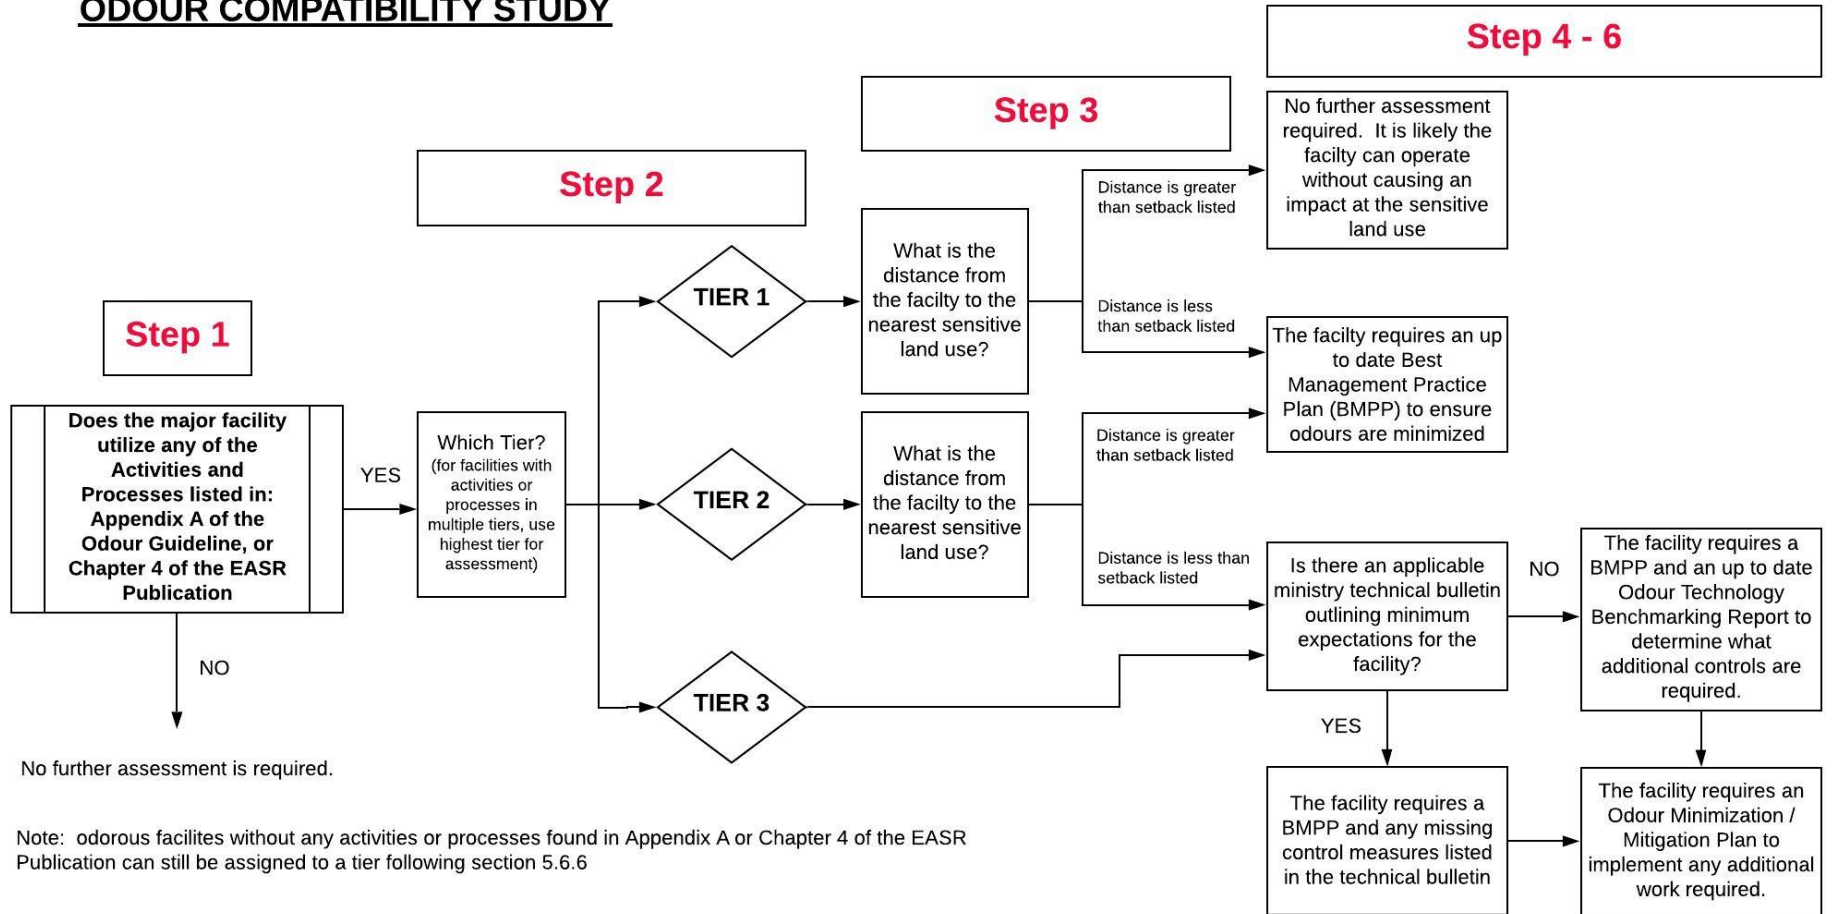 ODOUR COMPATIBILITY STUDY
Step 1
Does the major facility
utilize any of the
Activities and
Processes listed in:
Appendix A of the
Odour Guideline, or
Chapter 4 of the EASR
Publication
YES
NO
No further assessment is required.
Note:  odorous facilites without any activities or processes found in Appendix A or Chapter 4 of the EASR
Publication can still be assigned to a tier following section 5.6.6
Step 2
Which Tier?
(for facilities with
activities or
processes in
multiple tiers, use
highest tier for
assessment)
TIER 1
TIER 2
TIER 3
Step 3
What is the
distance from
the facilty to the
nearest sensitive
land use?
Distance is greater
than setback listed
Distance is less
than setback listed
What is the
distance from
the facilty to the
nearest sensitive
land use?
Distance is greater
than setback listed
Distance is less than
setback listed
Step 4 - 6
No further assessment
required.  It is likely the
facilty can operate
without causing an
impact at the sensitive
land use
The facilty requires an up
to date Best
Management Practice
Plan (BMPP) to ensure
odours are minimized
Is there an applicable
ministry technical bulletin
outlining minimum
expectations for the
facility?
NO
The facility requires a
BMPP and an up to date
Odour Technology
Benchmarking Report to
determine what
additional controls are
required.
YES
The facility requires a
BMPP and any missing
control measures listed
in the technical bulletin
The facility requires an
Odour Minimization /
Mitigation Plan to
implement any additional
work required.